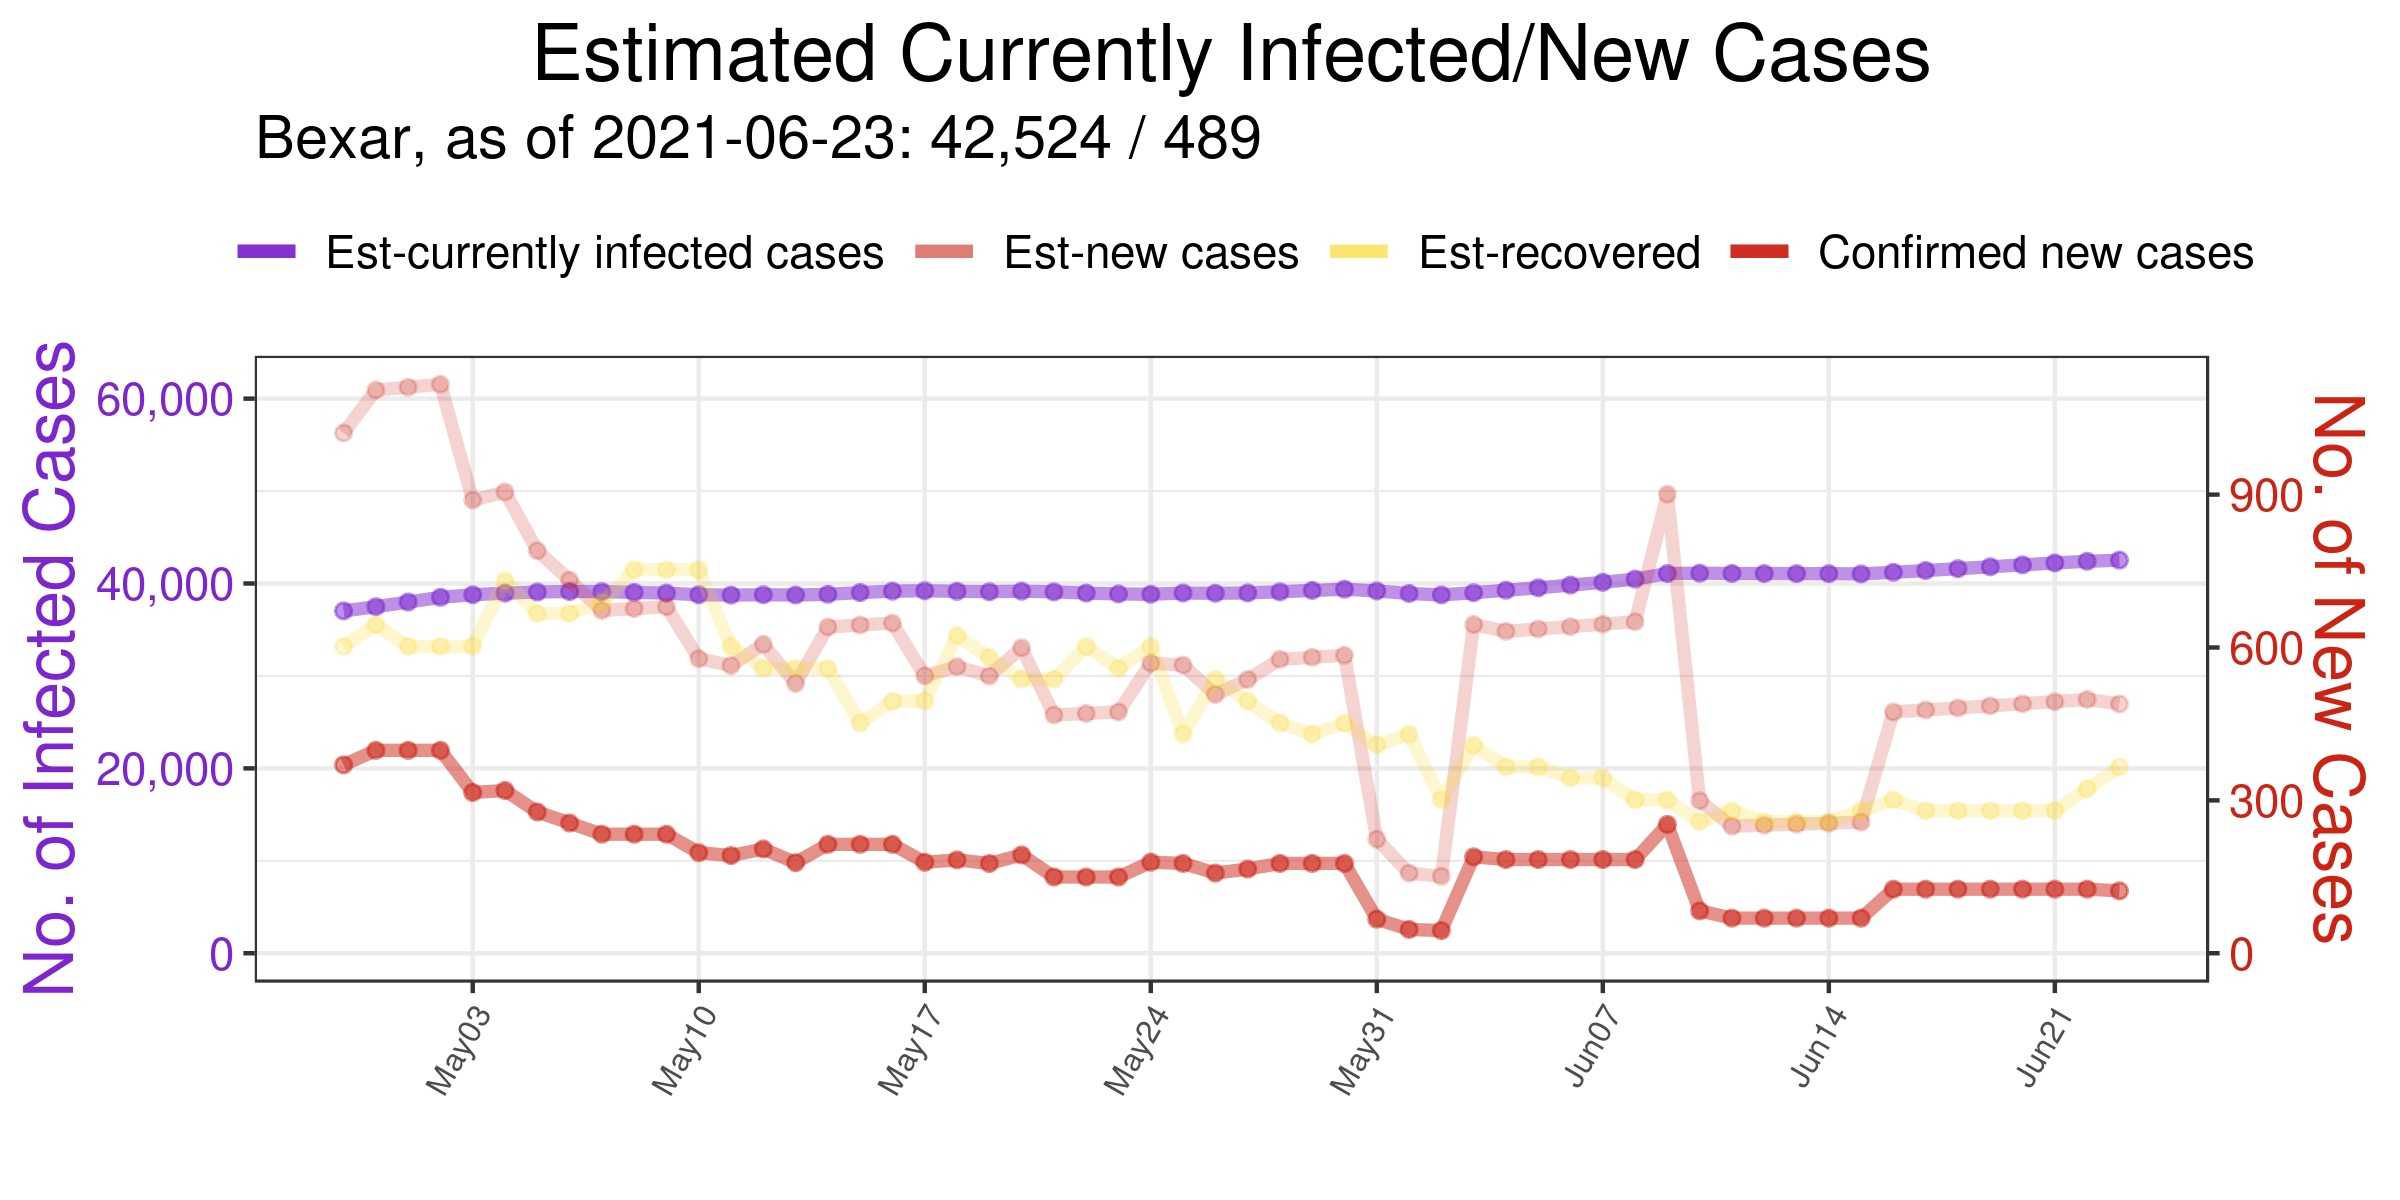 Estimated Currently Infected/New Cases
Bexar, as of 2021-06-23: 42,524 / 489
Est-currently infected cases Est-new cases Est-recovered Confirmed new cases
No. of Infected Cases
60,000
40,000
20,000
0
900
600
300
0
No. of New Cases
May03 May10 May17 May24 May31 Jun07 Jun14 Jun21